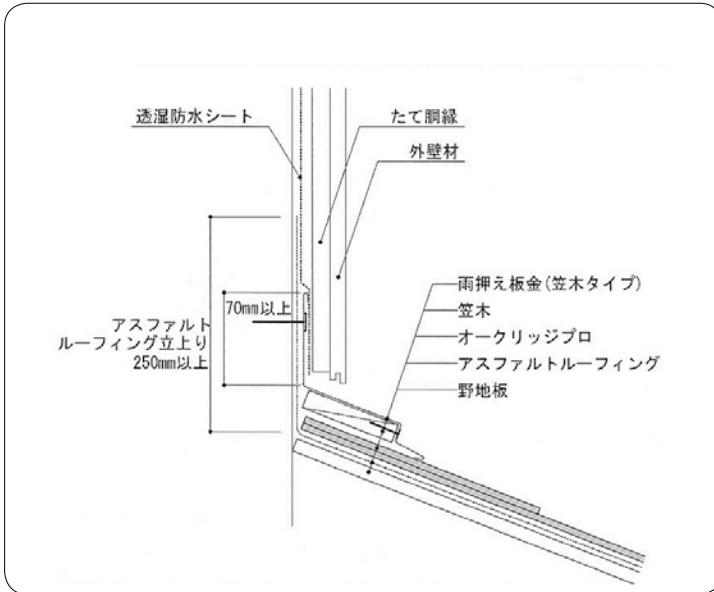 透湿防水シート
たて胴縁
外壁材
雨押え板金(笠木タイプ)
笠木
オークリッジプロ
アスファルトルーフィング
野地板
70mm以上
アスファルト
ルーフィング立上り
250mm以上